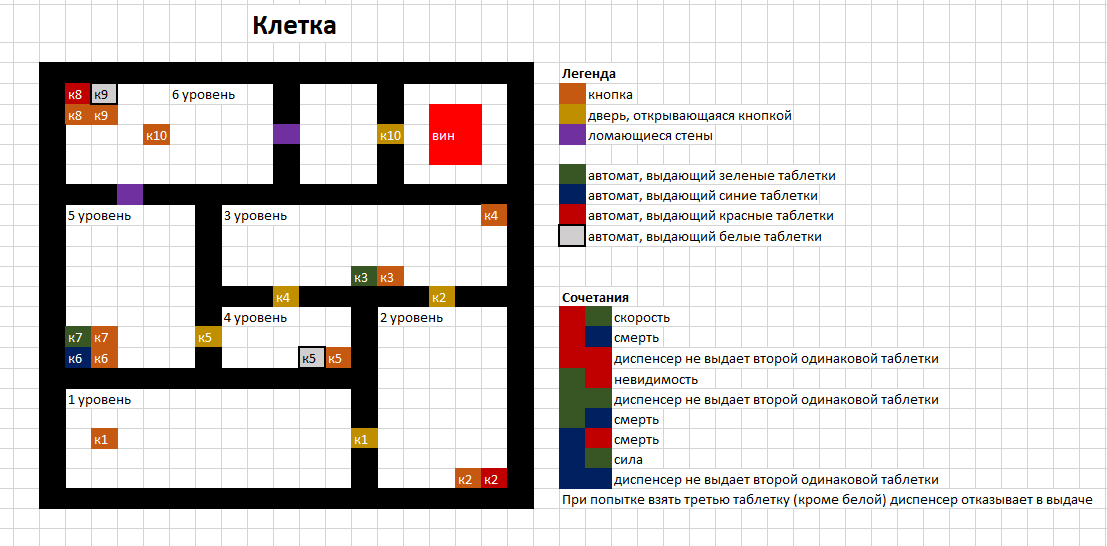 Клетка
Легенда
к8 к9 6 уровень
кнопка
к8 к9
дверь, открывающаяся кнопкой
к10 к10 вин
ломающиеся стены
автомат, выдающий зеленые таблетки
автомат, выдающий синие таблетки
5 уровень 3 уровень к4
автомат, выдающий красные таблетки
автомат, выдающий белые таблетки
к3 к3
к4 к2
Сочетания
4 уровень 2 уровень
скорость
к7 к7 к5
смерть
к6 к6 к5 к5
диспенсер не выдает второй одинаковой таблетки
невидимость
1 уровень
диспенсер не выдает второй одинаковой таблетки
смерть
к1 к1
смерть
сила
к2 к2
диспенсер не выдает второй одинаковой таблетки
При попытке взять третью таблетку (кроме белой) диспенсер отказывает в выдаче